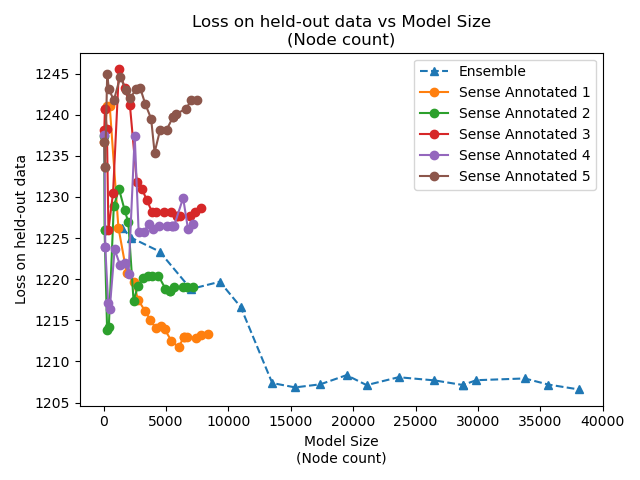 Loss on held-out data vs Model Size
(Node count)
Loss on held-out data
1245
1240
1235
1230
1225
1220
1215
1210
1205
Ensemble
Sense Annotated 1
Sense Annotated 2
Sense Annotated 3
Sense Annotated 4
Sense Annotated 5
0 5000 10000 15000 20000 25000 30000 35000 40000
Model Size
(Node count)